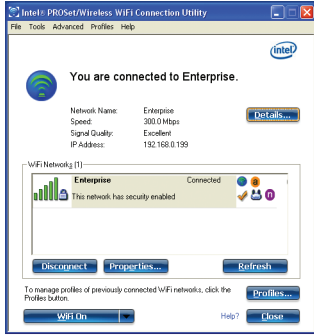 Intel® PROSet/Wireless WiFi Connection Utility
File Tools Advanced Profiles Help
intel
You are connected to Enterprise.
Network Name: Enterprise
Speed: 300.0 Mbps
Signal Quality: Excellent
IP Address: 192.168.0.199
Details...
WiFi Networks (1)
Enterprise Connected a
This network has security enabled n
Disconnect Properties... Refresh
To manage profiles of previously connected WiFi networks, click the
Profiles button.
Profiles...
WiFi On Help? Close